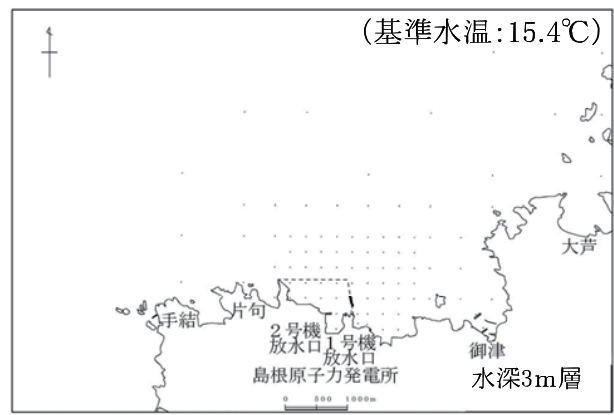 (基準水温:15.4℃)
大芦
手結
片句
2号機
放水口
1号機
放水口
御津
島根原子力発電所
水深3m層
0 500 1000m